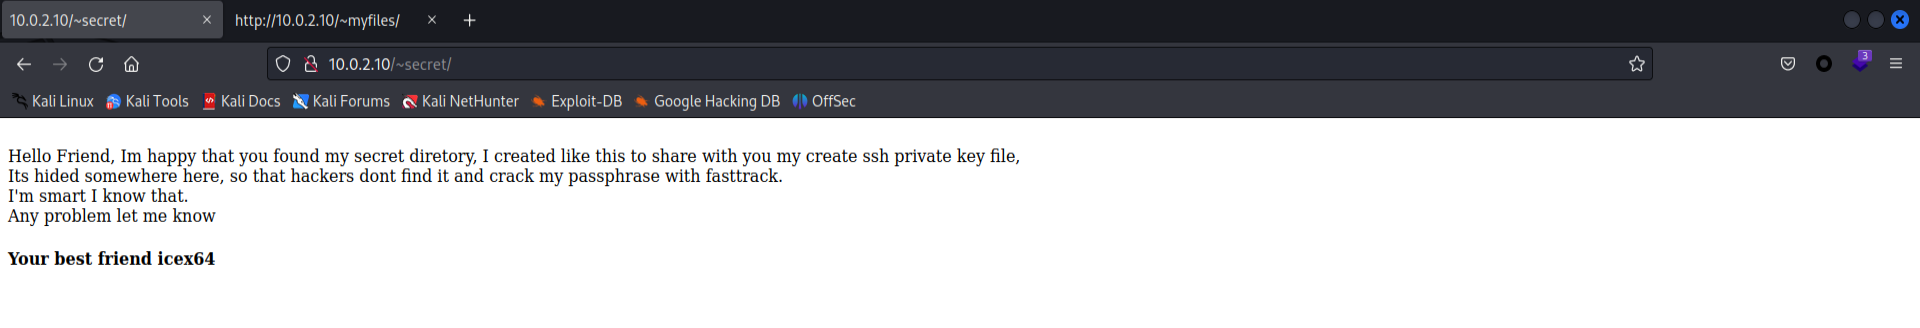 10.0.2.10/~secret/
http://10.0.2.10/~myfiles/
10.0.2.10/~secret/
3
Kali Linux
Kali Tools
Kali Docs
Kali Forums
Kali NetHunter
Exploit-DB
Google Hacking DB
OffSec
Hello Friend, Im happy that you found my secret diretory, I created like this to share with you my create ssh private key file,
Its hided somewhere here, so that hackers dont find it and crack my passphrase with fasttrack.
I'm smart I know that.
Any problem let me know
Your best friend icex64